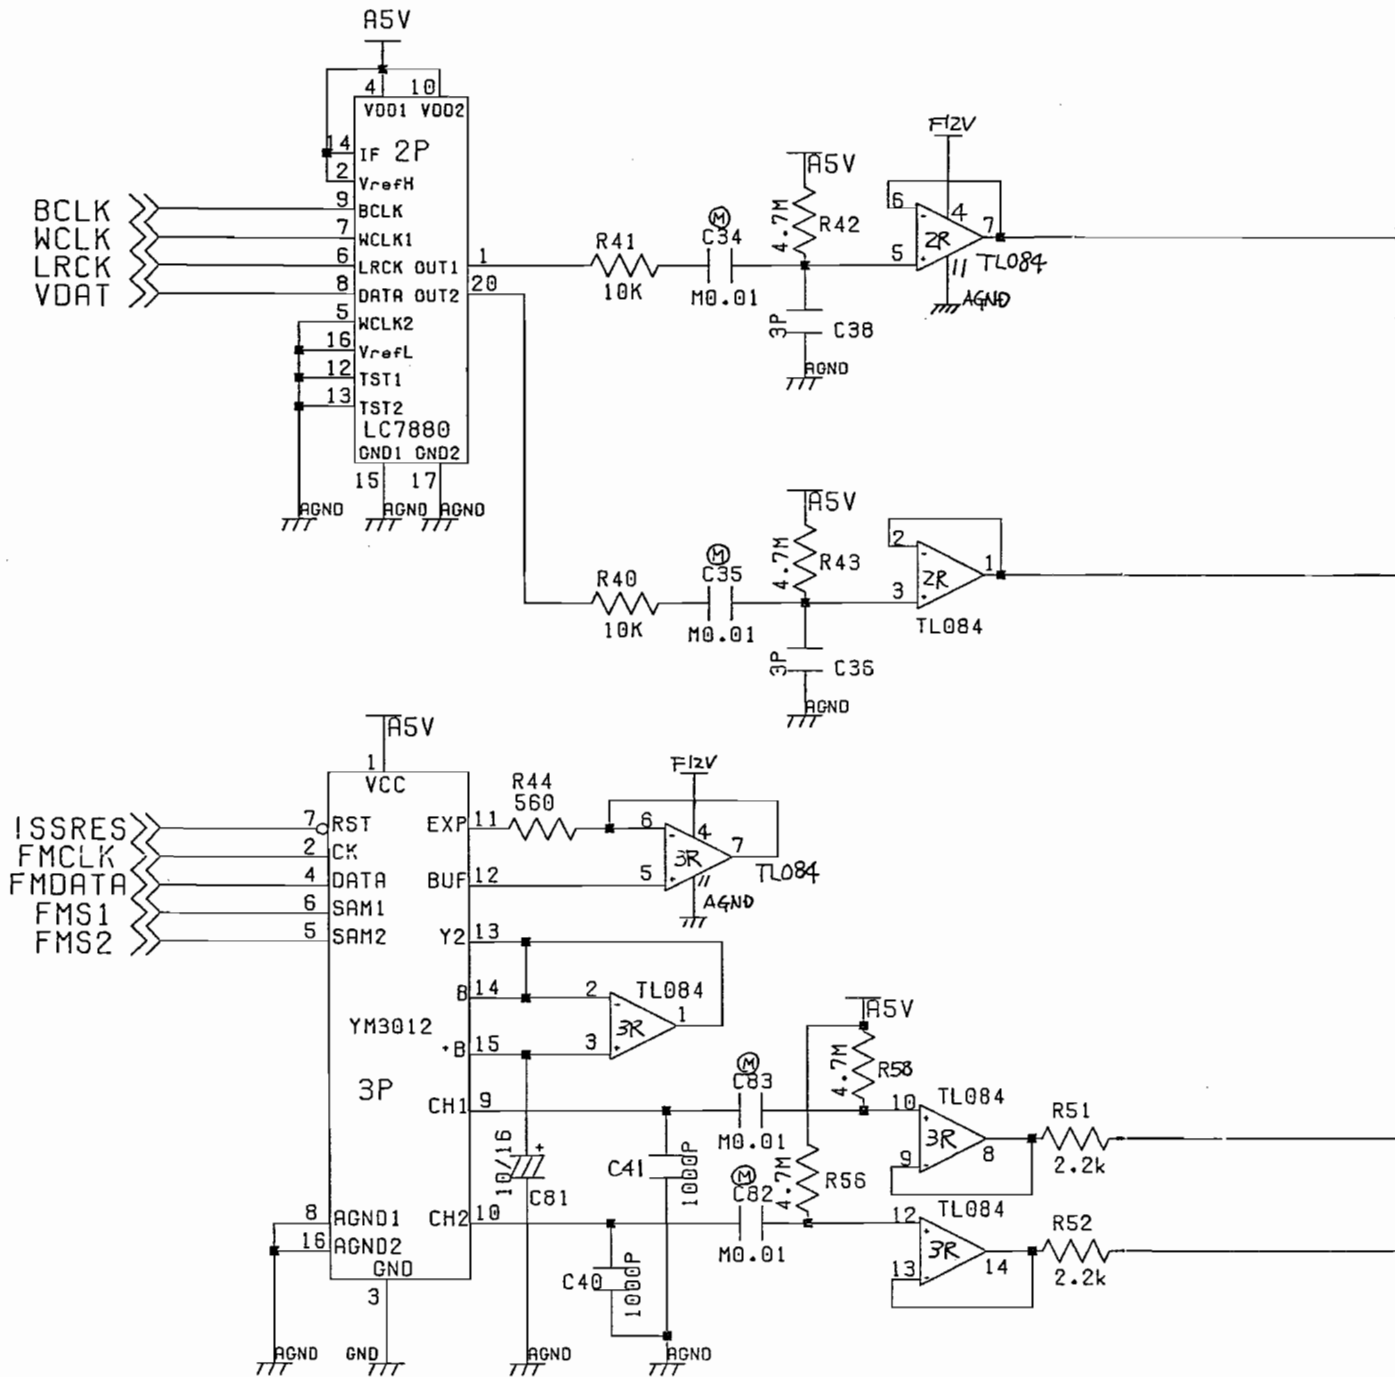 A5V
4 10
VDD1 VDD2
14 IF 2P
2 VrefH
BCLK 9 BCLK
WCLK 7 WCLK1
LRCK 6 LRCK OUT1 1
VDAT 8 DATA OUT2 20
5 WCLK2
16 VrefL
12 TST1
13 TST2
LC7880
GND1 GND2
15 17
AGND AGND AGND
R41
10K
M
C34
M0.01
A5V
4.7M R42
3P C38
AGND
F12V
6 - 4 7
2R
5 + 11 TL084
AGND
R40
10K
M
C35
M0.01
A5V
4.7M R43
3P C36
AGND
2 - 1
2R
3 +
TL084
A5V
1
VCC
ISSRES 7 RST EXP 11
FMCLK 2 CK
FMDATA 4 DATA BUF 12
FMS1 6 SAM1
FMS2 5 SAM2 Y2 13
B 14
YM3012
+B 15
3P
CH1 9
8 AGND1 CH2 10
16 AGND2
GND
3
AGND GND
R44
560
F12V
6 - 4 7
3R
5 + 11 TL084
AGND
TL084
2 - 1
3R
3 +
10/16 +
C81
AGND
C41 1000P
C40 1000P
AGND
M
C83
M0.01
M
C82
M0.01
A5V
4.7M R58
4.7M R56
TL084
10 +
3R
9 - 8
R51
2.2k
TL084
12 +
3R
13 - 14
R52
2.2k